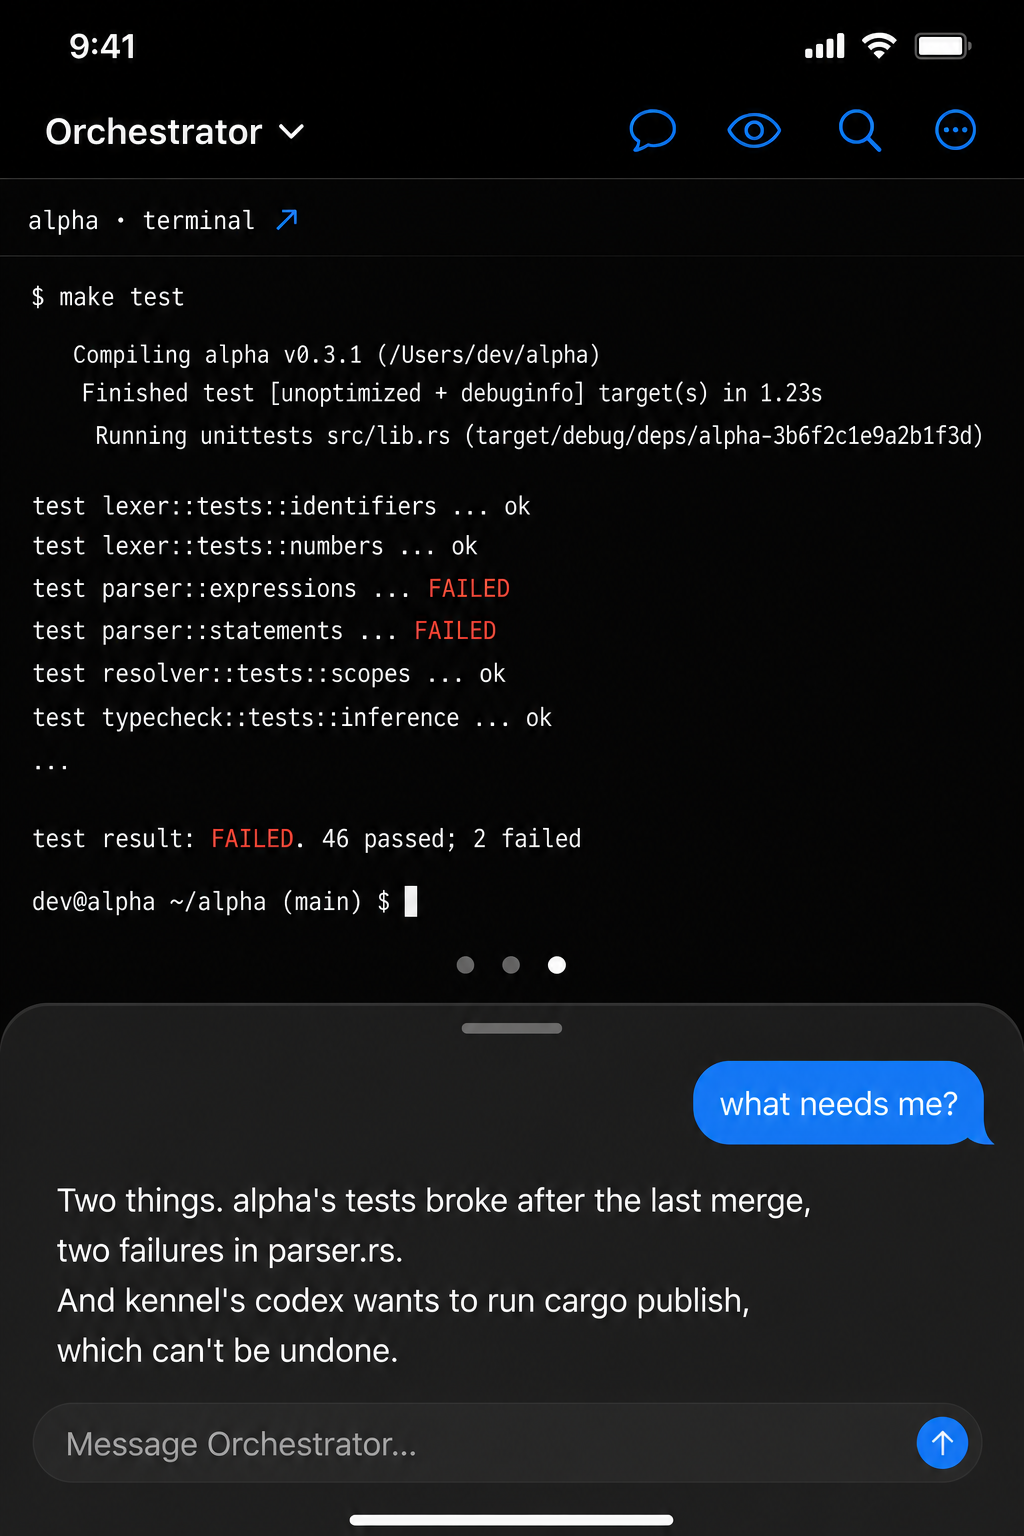 9:41
Orchestrator
alpha • terminal ↗
$ make test
Compiling alpha v0.3.1 (/Users/dev/alpha)
Finished test [unoptimized + debuginfo] target(s) in 1.23s
Running unittests src/lib.rs (target/debug/deps/alpha-3b6f2c1e9a2b1f3d)
test lexer::tests::identifiers ... ok
test lexer::tests::numbers ... ok
test parser::expressions ... FAILED
test parser::statements ... FAILED
test resolver::tests::scopes ... ok
test typecheck::tests::inference ... ok
...
test result: FAILED. 46 passed; 2 failed
dev@alpha ~/alpha (main) $
what needs me?
Two things. alpha's tests broke after the last merge,
two failures in parser.rs.
And kennel's codex wants to run cargo publish,
which can't be undone.
Message Orchestrator...